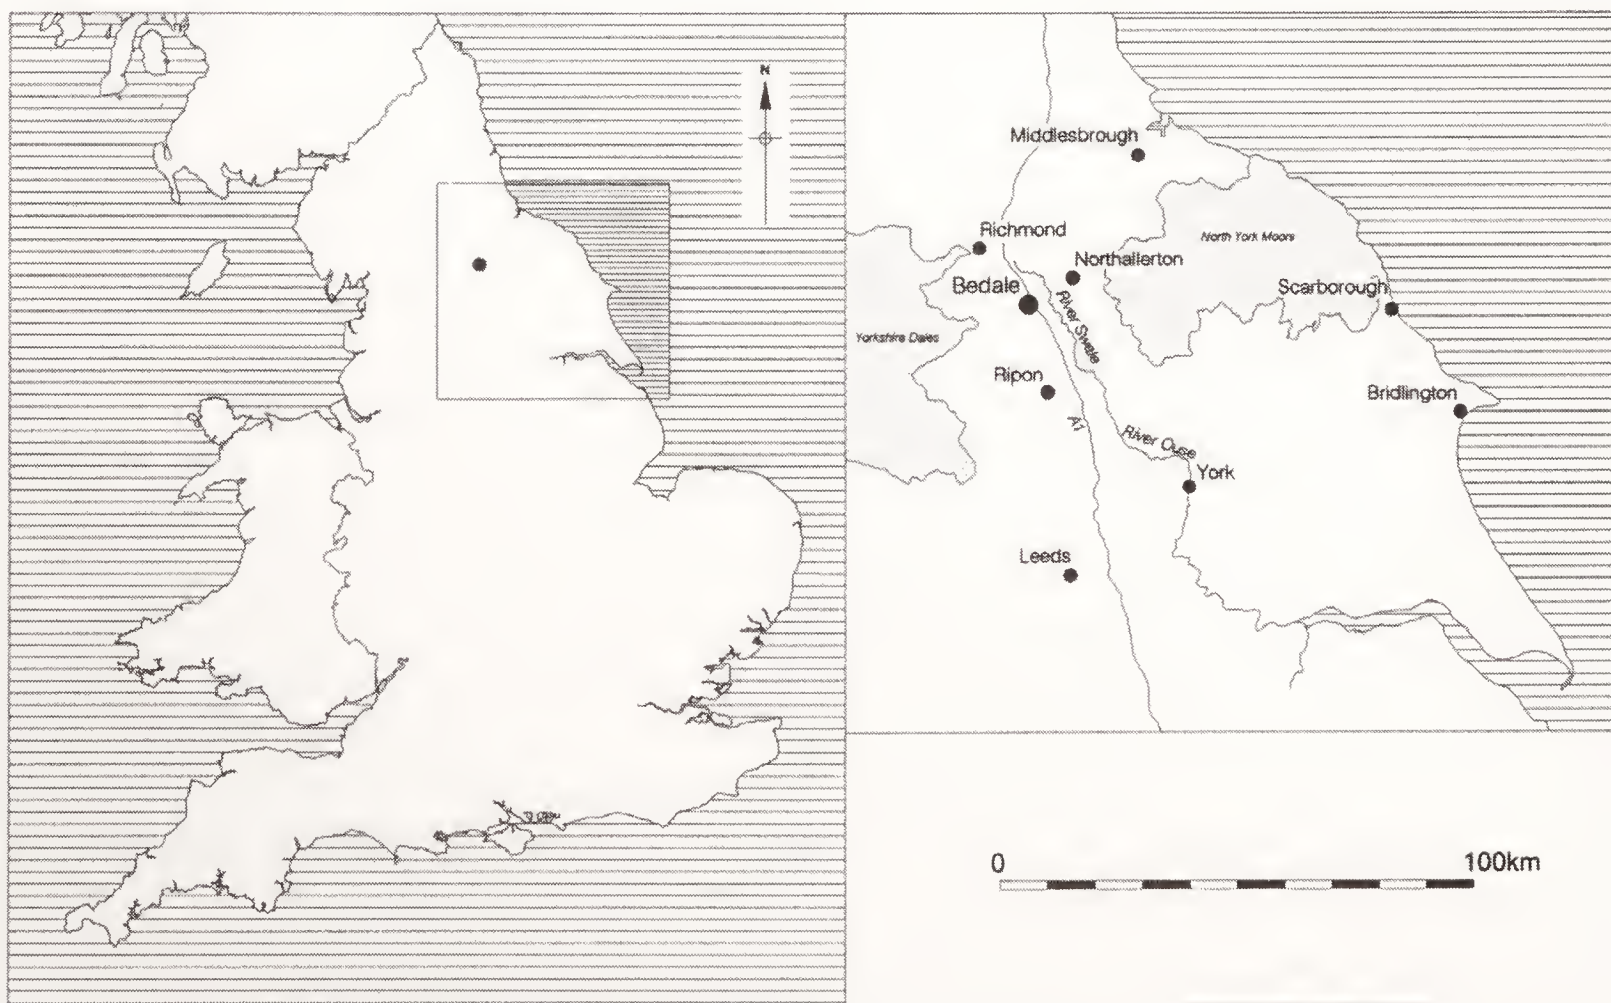 N
Middlesbrough
Richmond
North York Moors
Northallerton
Bedale
Scarborough
River Swale
Yorkshire Dales
Ripon
Bridlington
A1
River Ouse
York
Leeds
0
100km